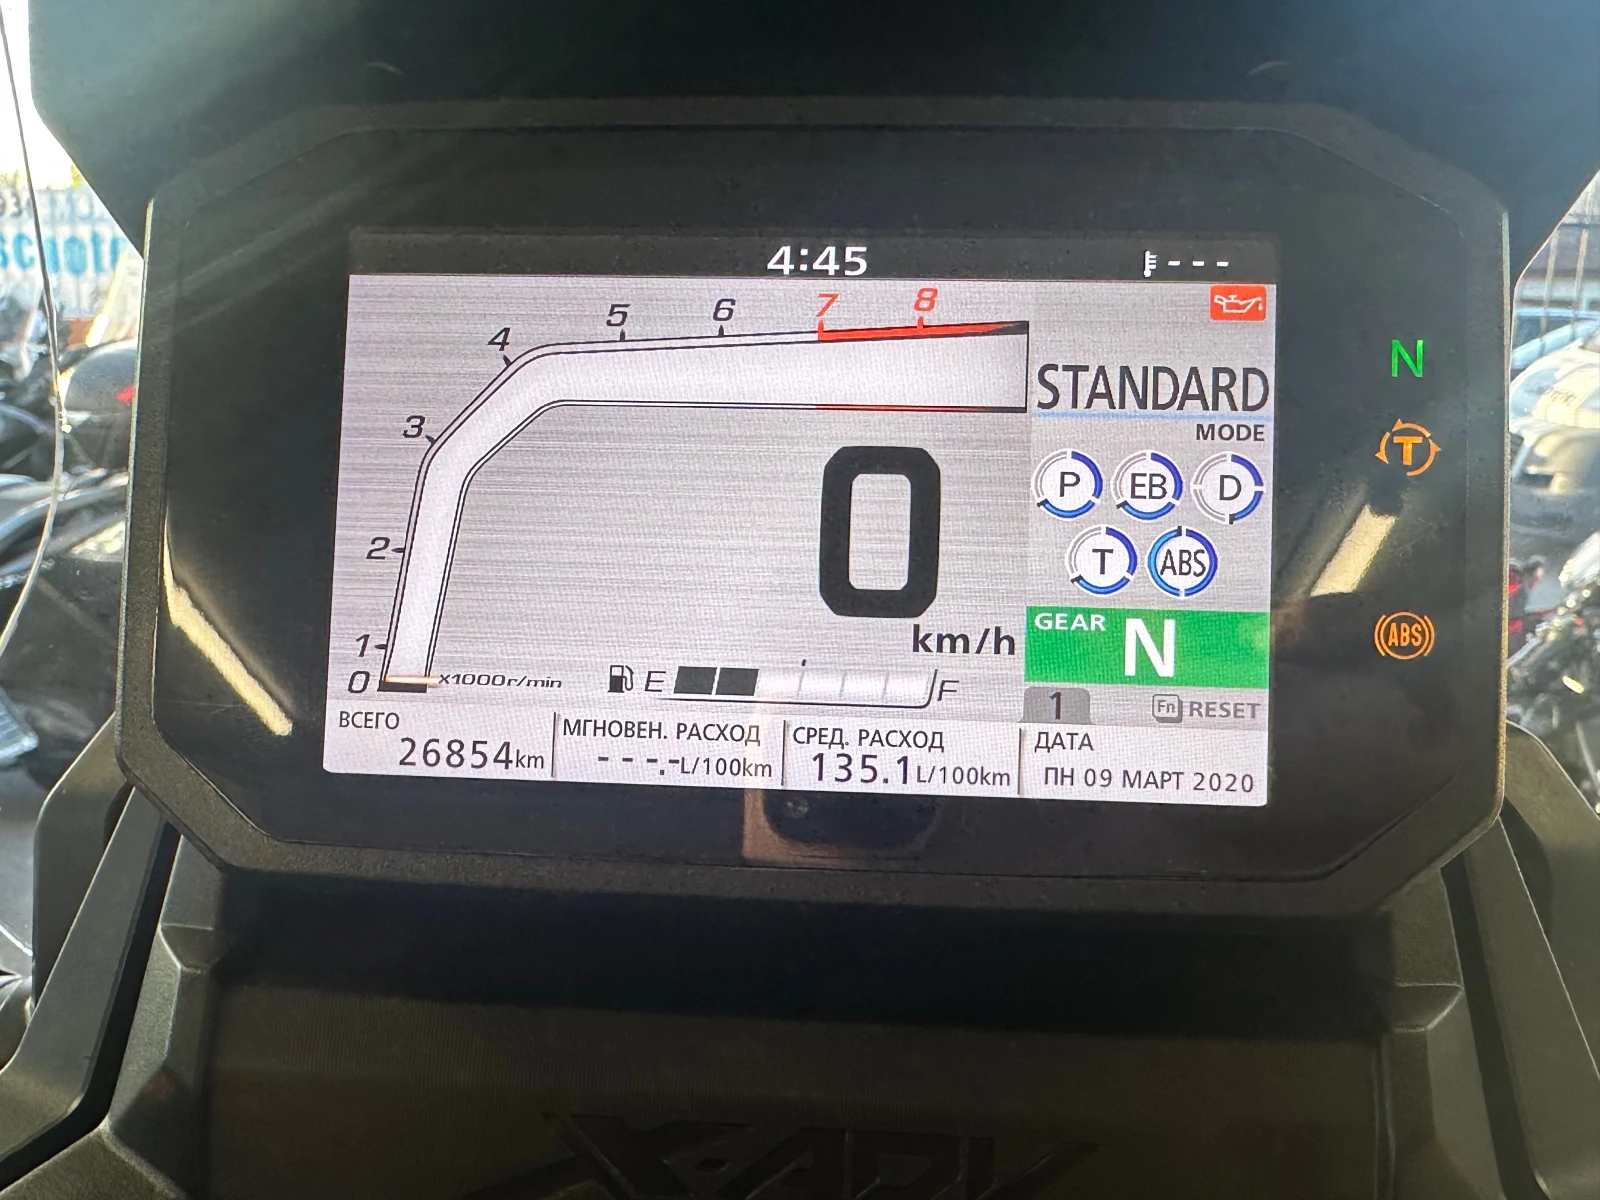 4:45
- - -
8
7
6
5
4
3
2
1
0
x1000r/min
STANDARD
MODE
P EB D
T ABS
0
km/h
E F
GEAR N
1
Fn RESET
ВСЕГО
26854km
МГНОВЕН. РАСХОД
- - -.-L/100km
СРЕД. РАСХОД
135.1L/100km
ДАТА
ПН 09 МАРТ 2020
N
T
ABS
X-ADV